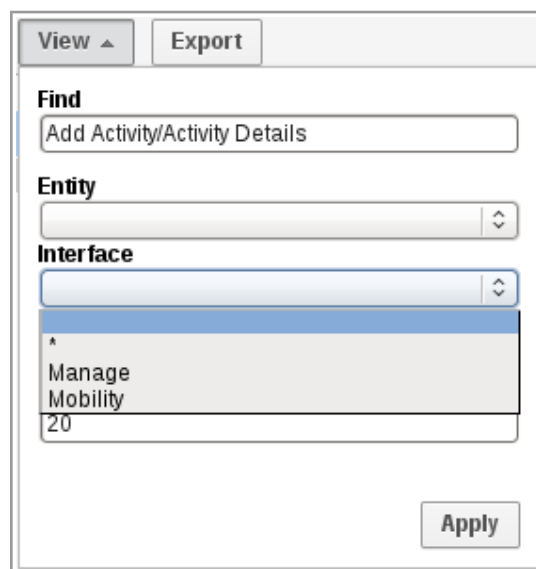 View Export
Find
Add Activity/Activity Details
Entity
Interface
*
Manage
Mobility
20
Apply